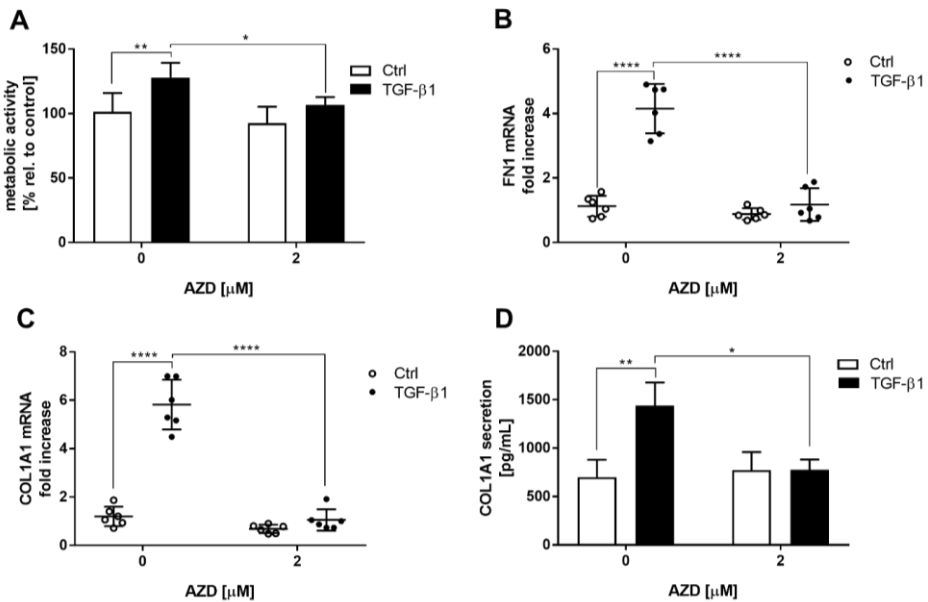 A
metabolic activity
[% rel. to control]
150
100
50
0
**
*
Ctrl
TGF-β1
0
2
AZD [μM]
B
FN1 mRNA
fold increase
6
4
2
0
****
****
Ctrl
TGF-β1
0
2
AZD [μM]
C
COL1A1 mRNA
fold increase
8
6
4
2
0
****
****
Ctrl
TGF-β1
0
2
AZD [μM]
D
COL1A1 secretion
[pg/mL]
2000
1500
1000
500
0
**
*
Ctrl
TGF-β1
0
2
AZD [μM]